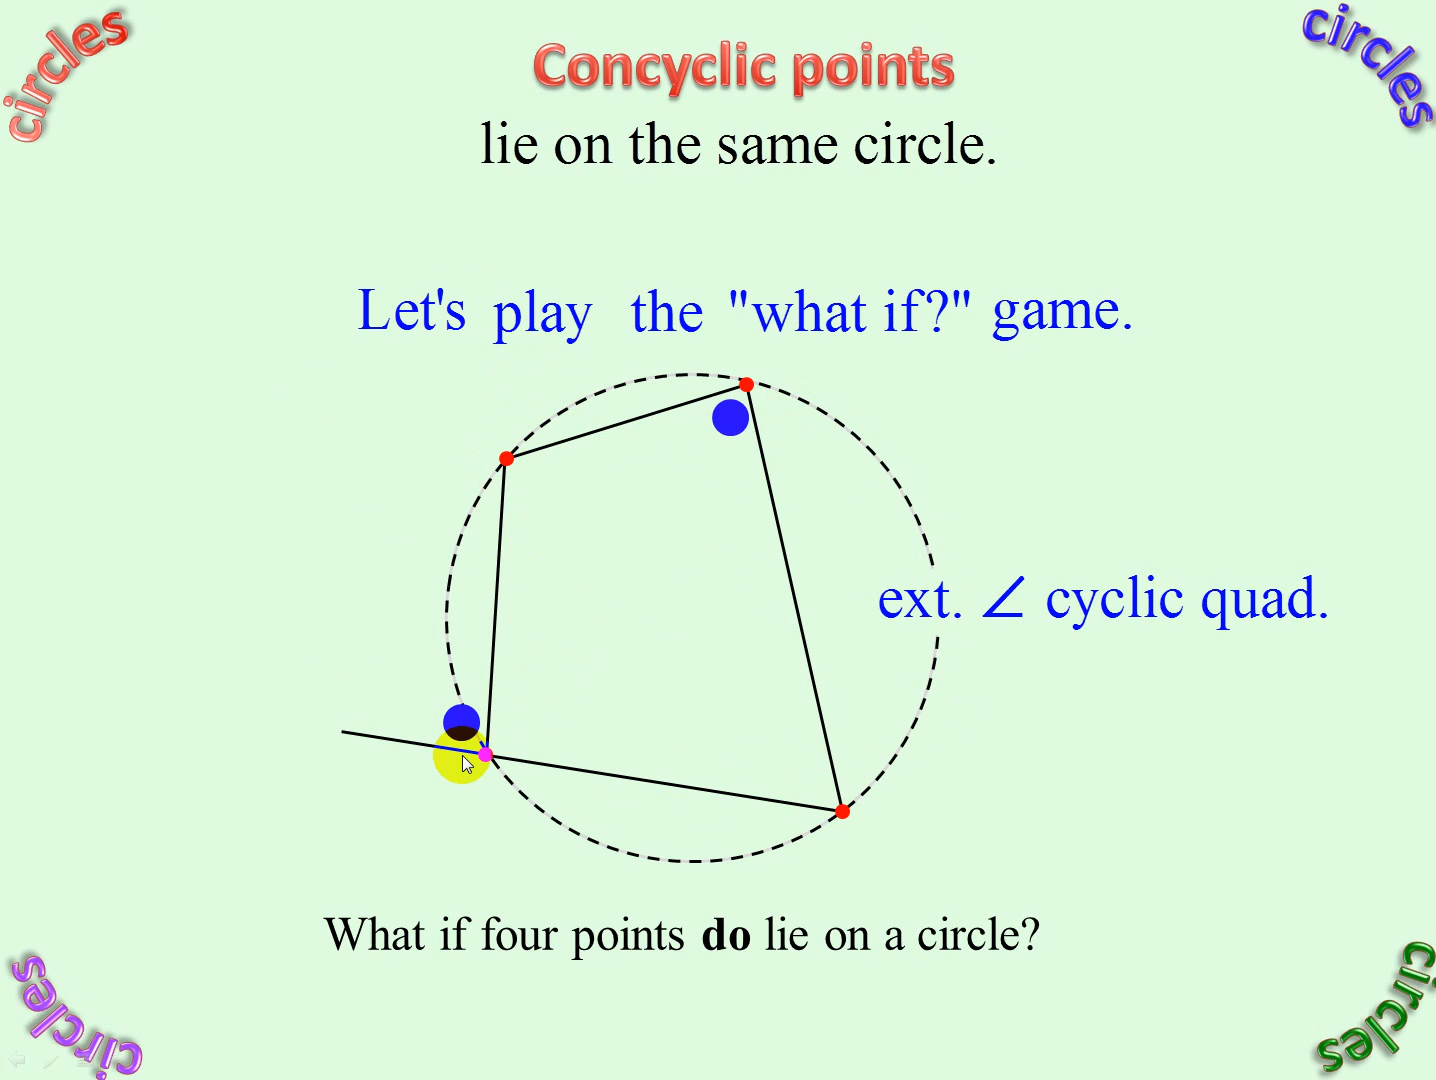 circles
circles
Concyclic points
lie on the same circle.
Let's play the "what if?" game.
ext. ∠ cyclic quad.
What if four points do lie on a circle?
circles
circles